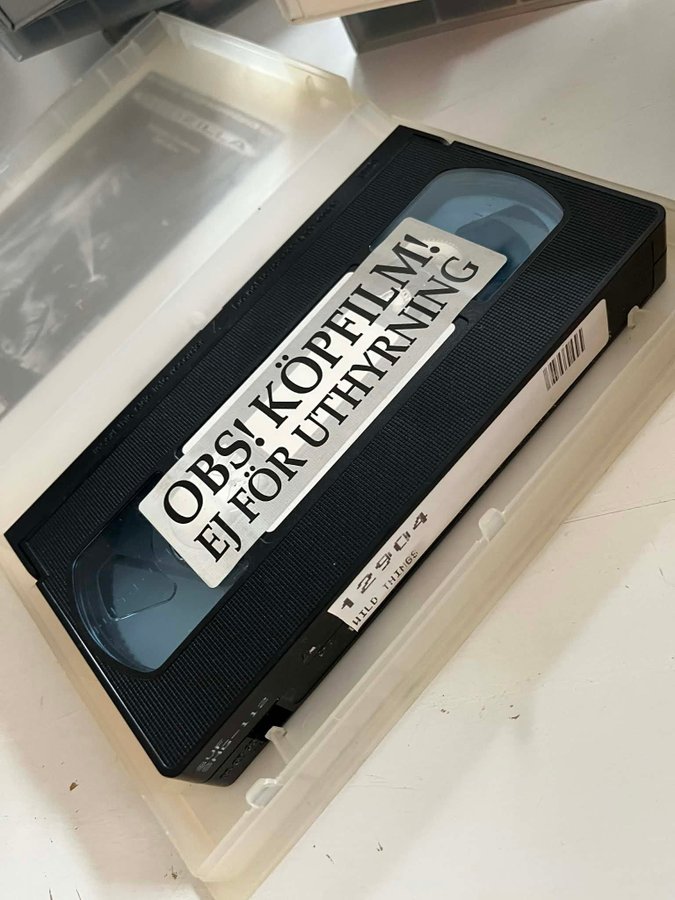 OBS! KÖPFILM!
EJ FÖR UTHYRNING
12904
WILD THINGS